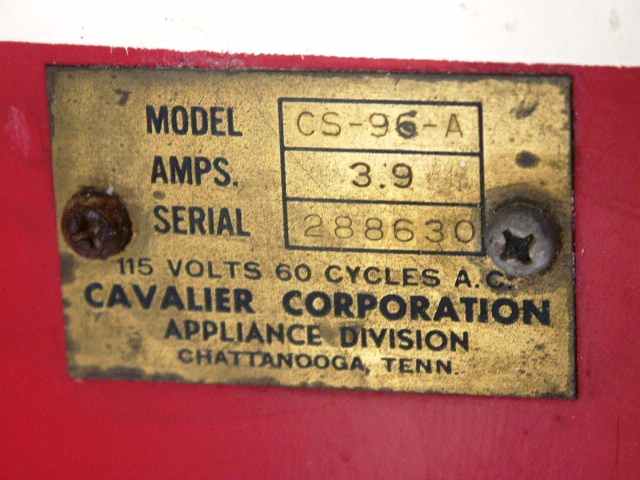 MODEL CS-96-A
AMPS. 3.9
SERIAL 288630
115 VOLTS 60 CYCLES A.C.
CAVALIER CORPORATION
APPLIANCE DIVISION
CHATTANOOGA, TENN.